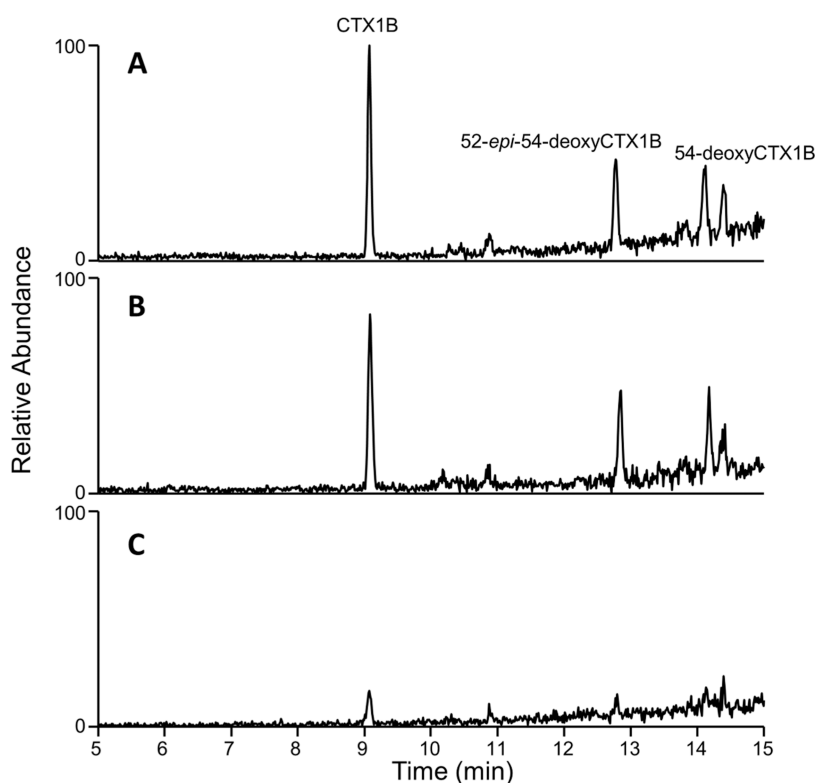 CTX1B
100
A
52-epi-54-deoxyCTX1B
54-deoxyCTX1B
0
100
B
Relative Abundance
0
100
C
0
5 6 7 8 9 10 11 12 13 14 15
Time (min)